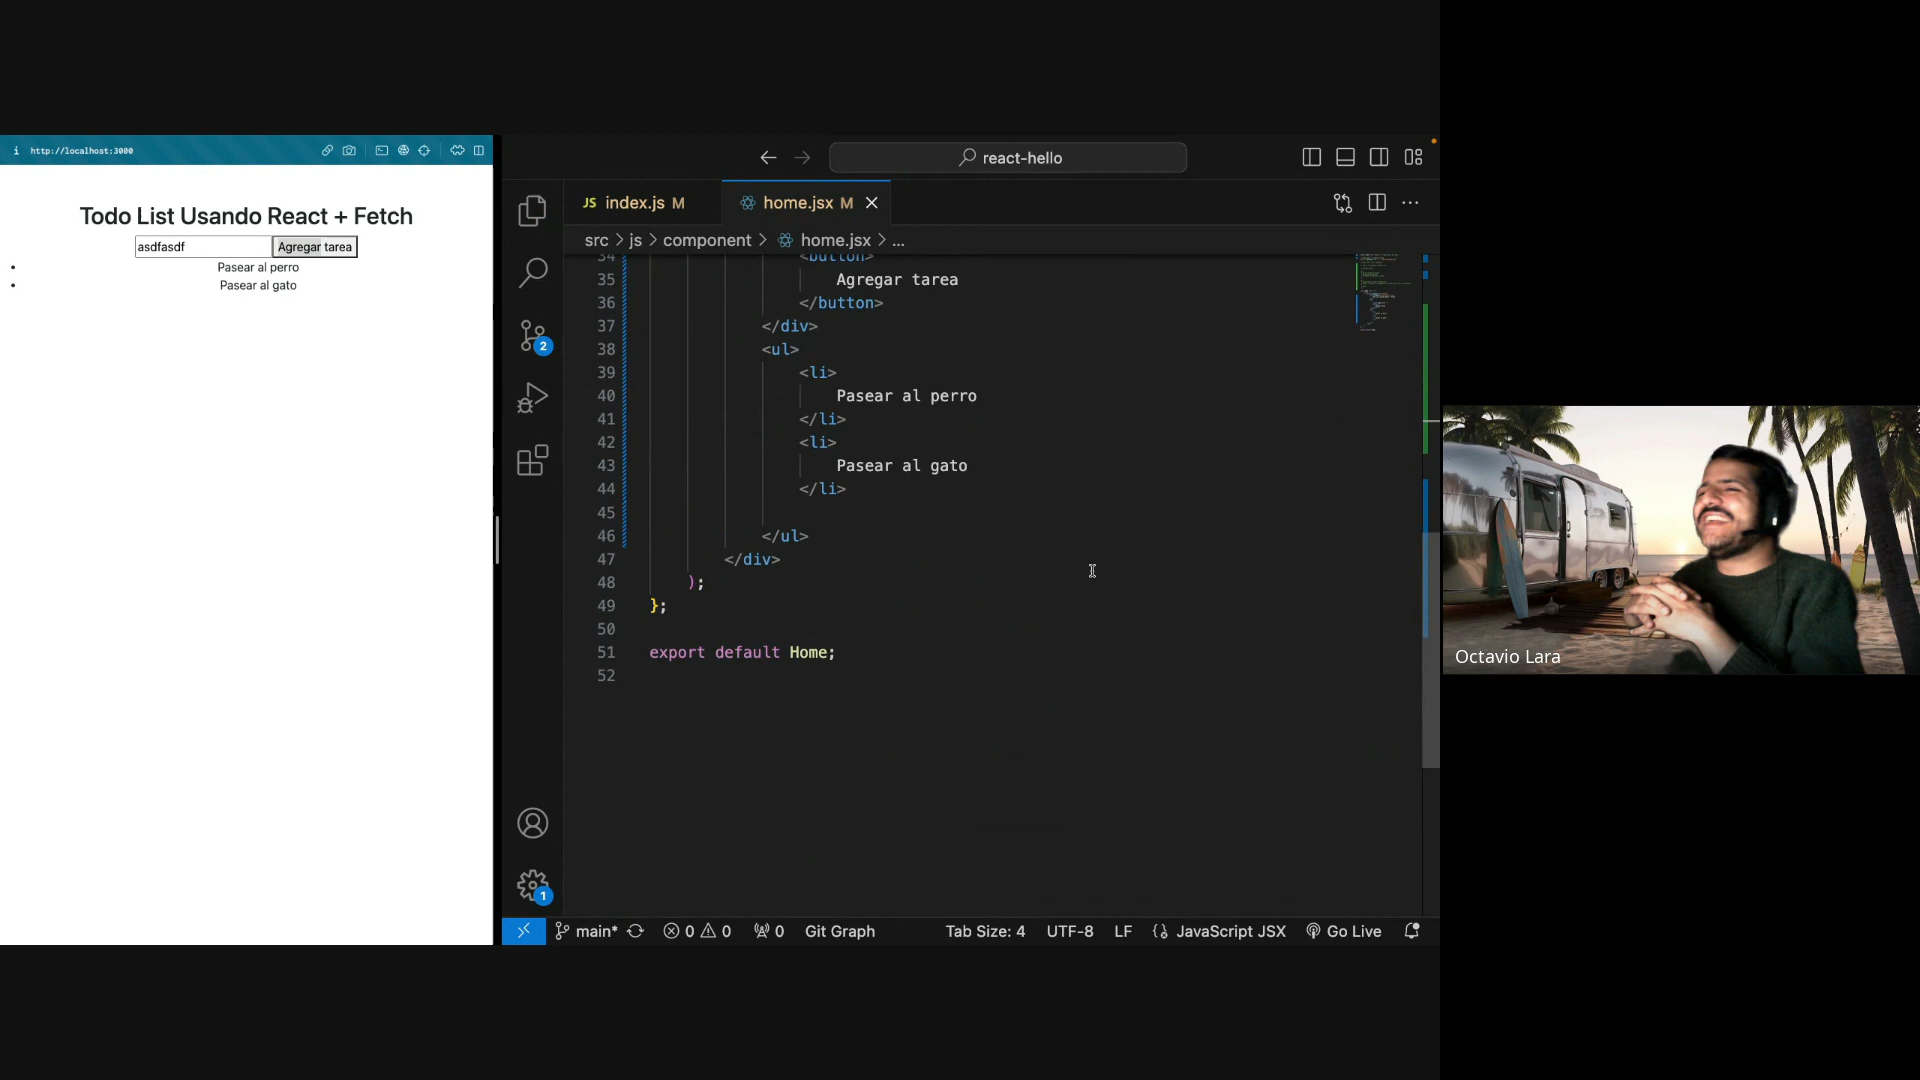 http://localhost:3000
Todo List Usando React + Fetch
asdfasdf
Agregar tarea
Pasear al perro
Pasear al gato
react-hello
JS index.js M
home.jsx M
src > js > component > home.jsx > ...
34 <button>
35 Agregar tarea
36 </button>
37 </div>
38 <ul>
39 <li>
40 Pasear al perro
41 </li>
42 <li>
43 Pasear al gato
44 </li>
45
46 </ul>
47 </div>
48 );
49 };
50
51 export default Home;
52
2
1
main* 0 0 0 Git Graph Tab Size: 4 UTF-8 LF JavaScript JSX Go Live
Octavio Lara